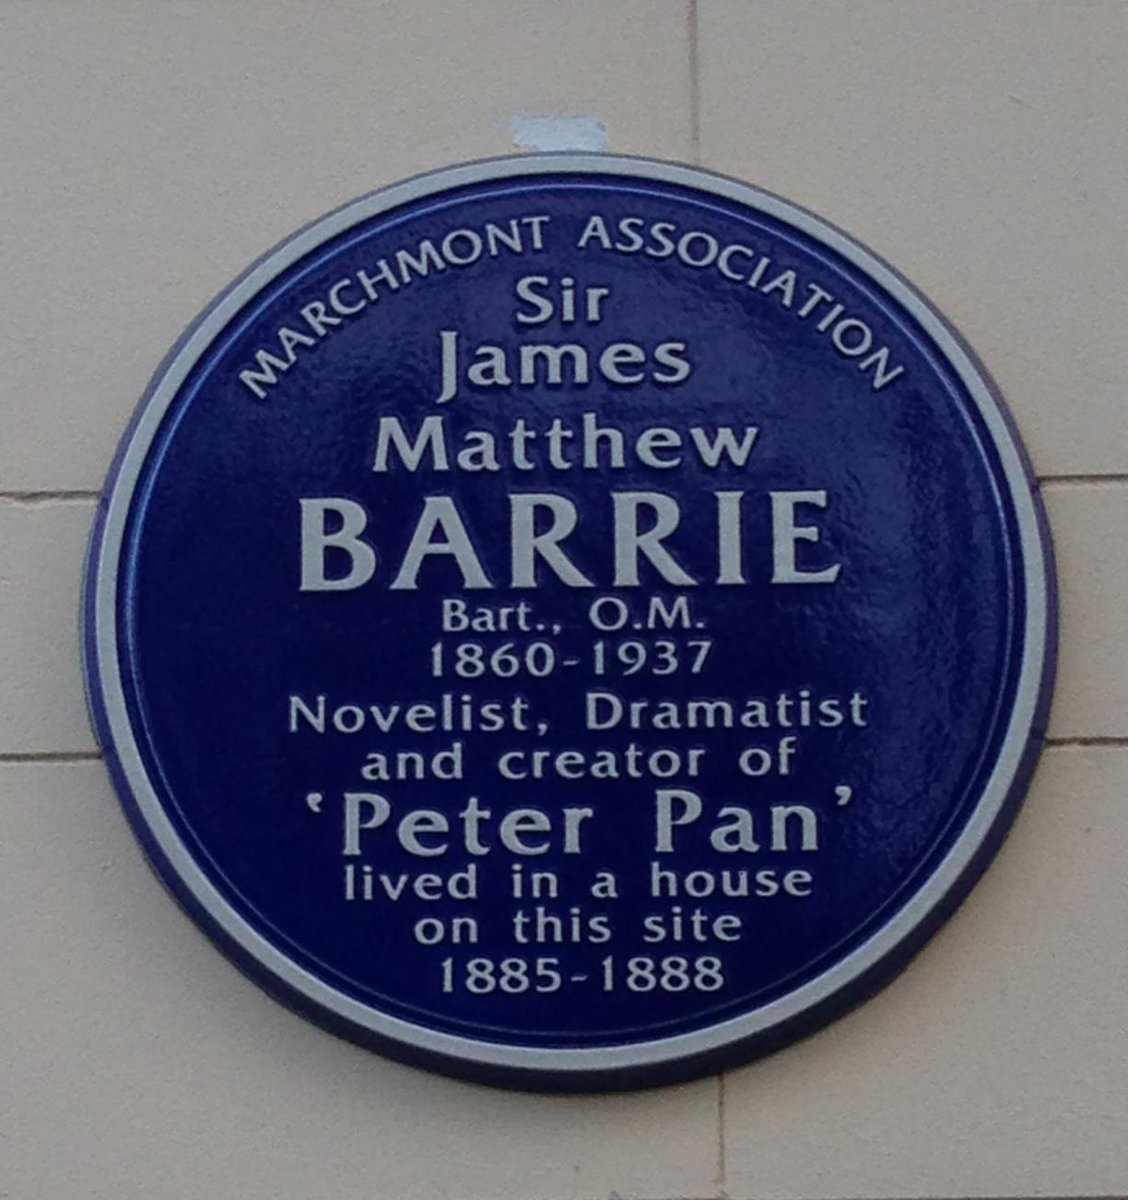 MARCHMONT ASSOCIATION
Sir
James
Matthew
BARRIE
Bart., O.M.
1860-1937
Novelist, Dramatist
and creator of
‘Peter Pan’
lived in a house
on this site
1885-1888